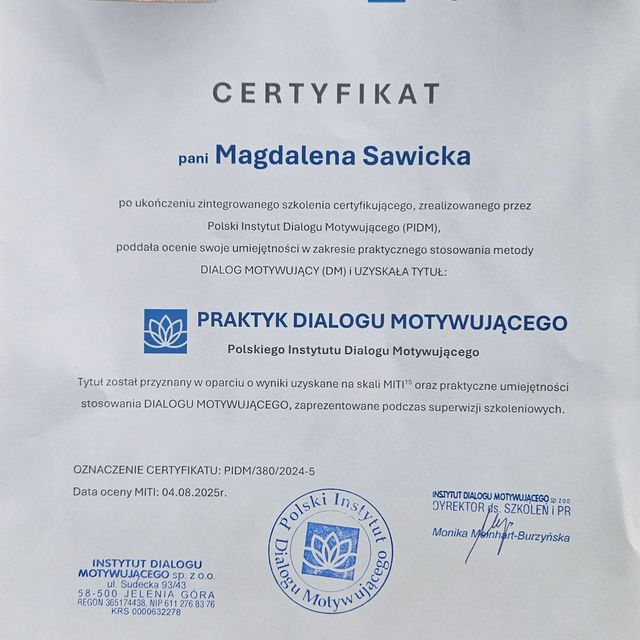 CERTYFIKAT
pani Magdalena Sawicka
po ukończeniu zintegrowanego szkolenia certyfikującego, zrealizowanego przez
Polski Instytut Dialogu Motywującego (PIDM),
poddała ocenie swoje umiejętności w zakresie praktycznego stosowania metody
DIALOG MOTYWUJĄCY (DM) i UZYSKAŁA TYTUŁ:
PRAKTYK DIALOGU MOTYWUJĄCEGO
Polskiego Instytutu Dialogu Motywującego
Tytuł został przyznany w oparciu o wyniki uzyskane na skali MITI¹⁵ oraz praktyczne umiejętności
stosowania DIALOGU MOTYWUJĄCEGO, zaprezentowane podczas superwizji szkoleniowych.
OZNACZENIE CERTYFIKATU: PIDM/380/2024-5
Data oceny MITI: 04.08.2025r.
INSTYTUT DIALOGU MOTYWUJĄCEGO sp z o o
DYREKTOR ds. SZKOLEŃ i PR
Monika Meinhart-Burzyńska
Polski Instytut
Dialogu Motywującego
INSTYTUT DIALOGU
MOTYWUJĄCEGO sp. z o.o.
ul. Sudecka 93/43
58-500 JELENIA GÓRA
REGON 365174438, NIP 611 276 83 76
KRS 0000632278